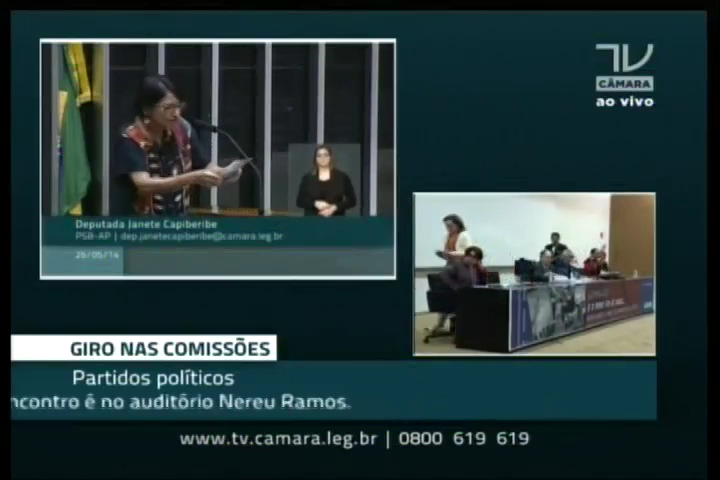 TV
CÂMARA
ao vivo
Deputada Janete Capiberibe
PSB-AP | dep.janetecapiberibe@camara.leg.br
26/05/14
GIRO NAS COMISSÕES
Partidos políticos
ncontro é no auditório Nereu Ramos.
www.tv.camara.leg.br | 0800 619 619